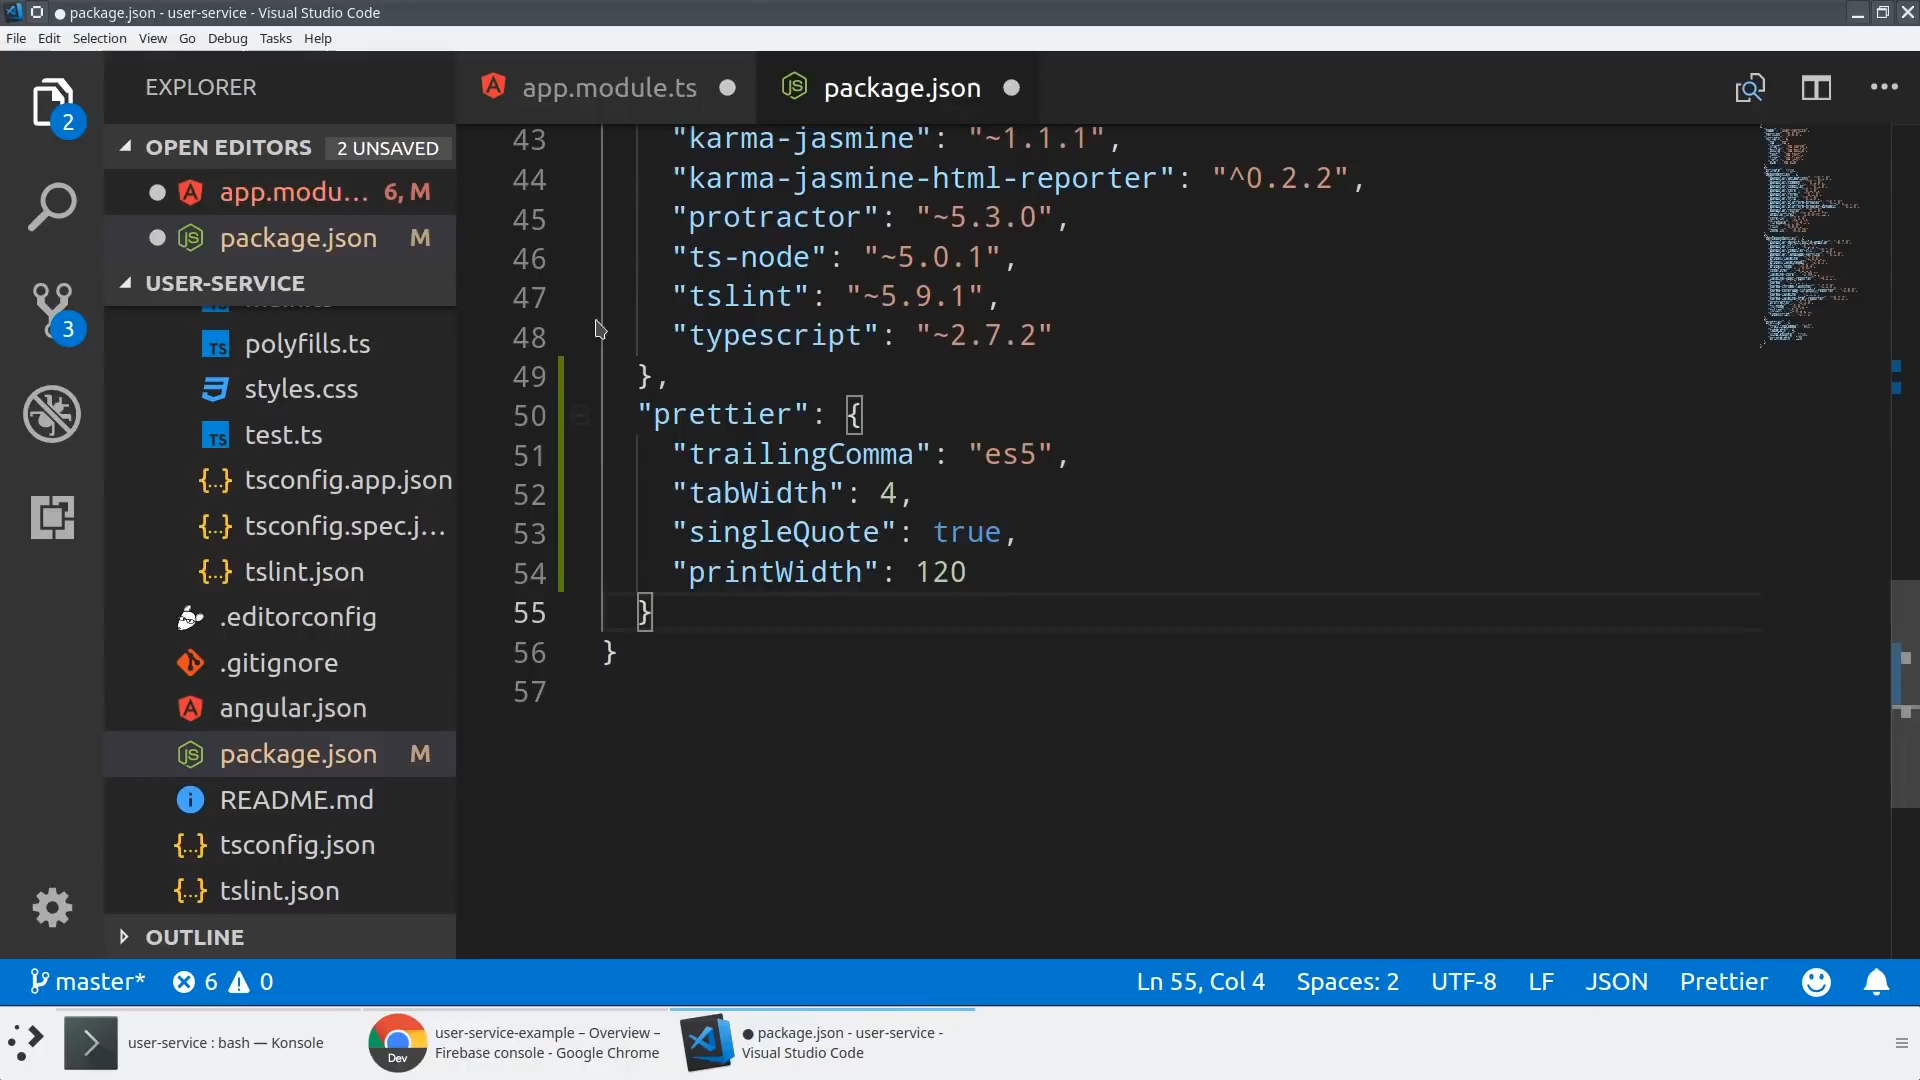 package.json - user-service - Visual Studio Code
File Edit Selection View Go Debug Tasks Help
EXPLORER
OPEN EDITORS 2 UNSAVED
app.modu... 6, M
package.json M
USER-SERVICE
polyfills.ts
styles.css
test.ts
tsconfig.app.json
tsconfig.spec.j...
tslint.json
.editorconfig
.gitignore
angular.json
package.json M
README.md
tsconfig.json
tslint.json
OUTLINE
2
3
app.module.ts package.json
43 "karma-jasmine": "~1.1.1",
44 "karma-jasmine-html-reporter": "^0.2.2",
45 "protractor": "~5.3.0",
46 "ts-node": "~5.0.1",
47 "tslint": "~5.9.1",
48 "typescript": "~2.7.2"
49 },
50 "prettier": {
51 "trailingComma": "es5",
52 "tabWidth": 4,
53 "singleQuote": true,
54 "printWidth": 120
55 }
56 }
57
master* 6 0 Ln 55, Col 4 Spaces: 2 UTF-8 LF JSON Prettier
user-service : bash — Konsole
Dev
user-service-example – Overview –
Firebase console - Google Chrome
package.json - user-service -
Visual Studio Code